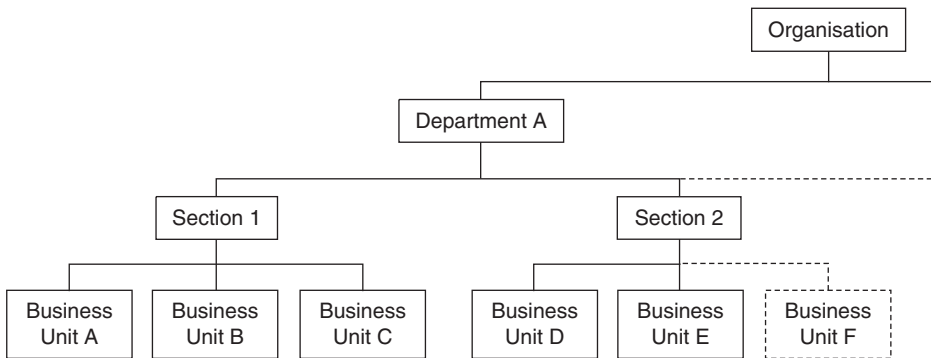 Organisation
Department A
Section 1
Section 2
Business
Unit A
Business
Unit B
Business
Unit C
Business
Unit D
Business
Unit E
Business
Unit F